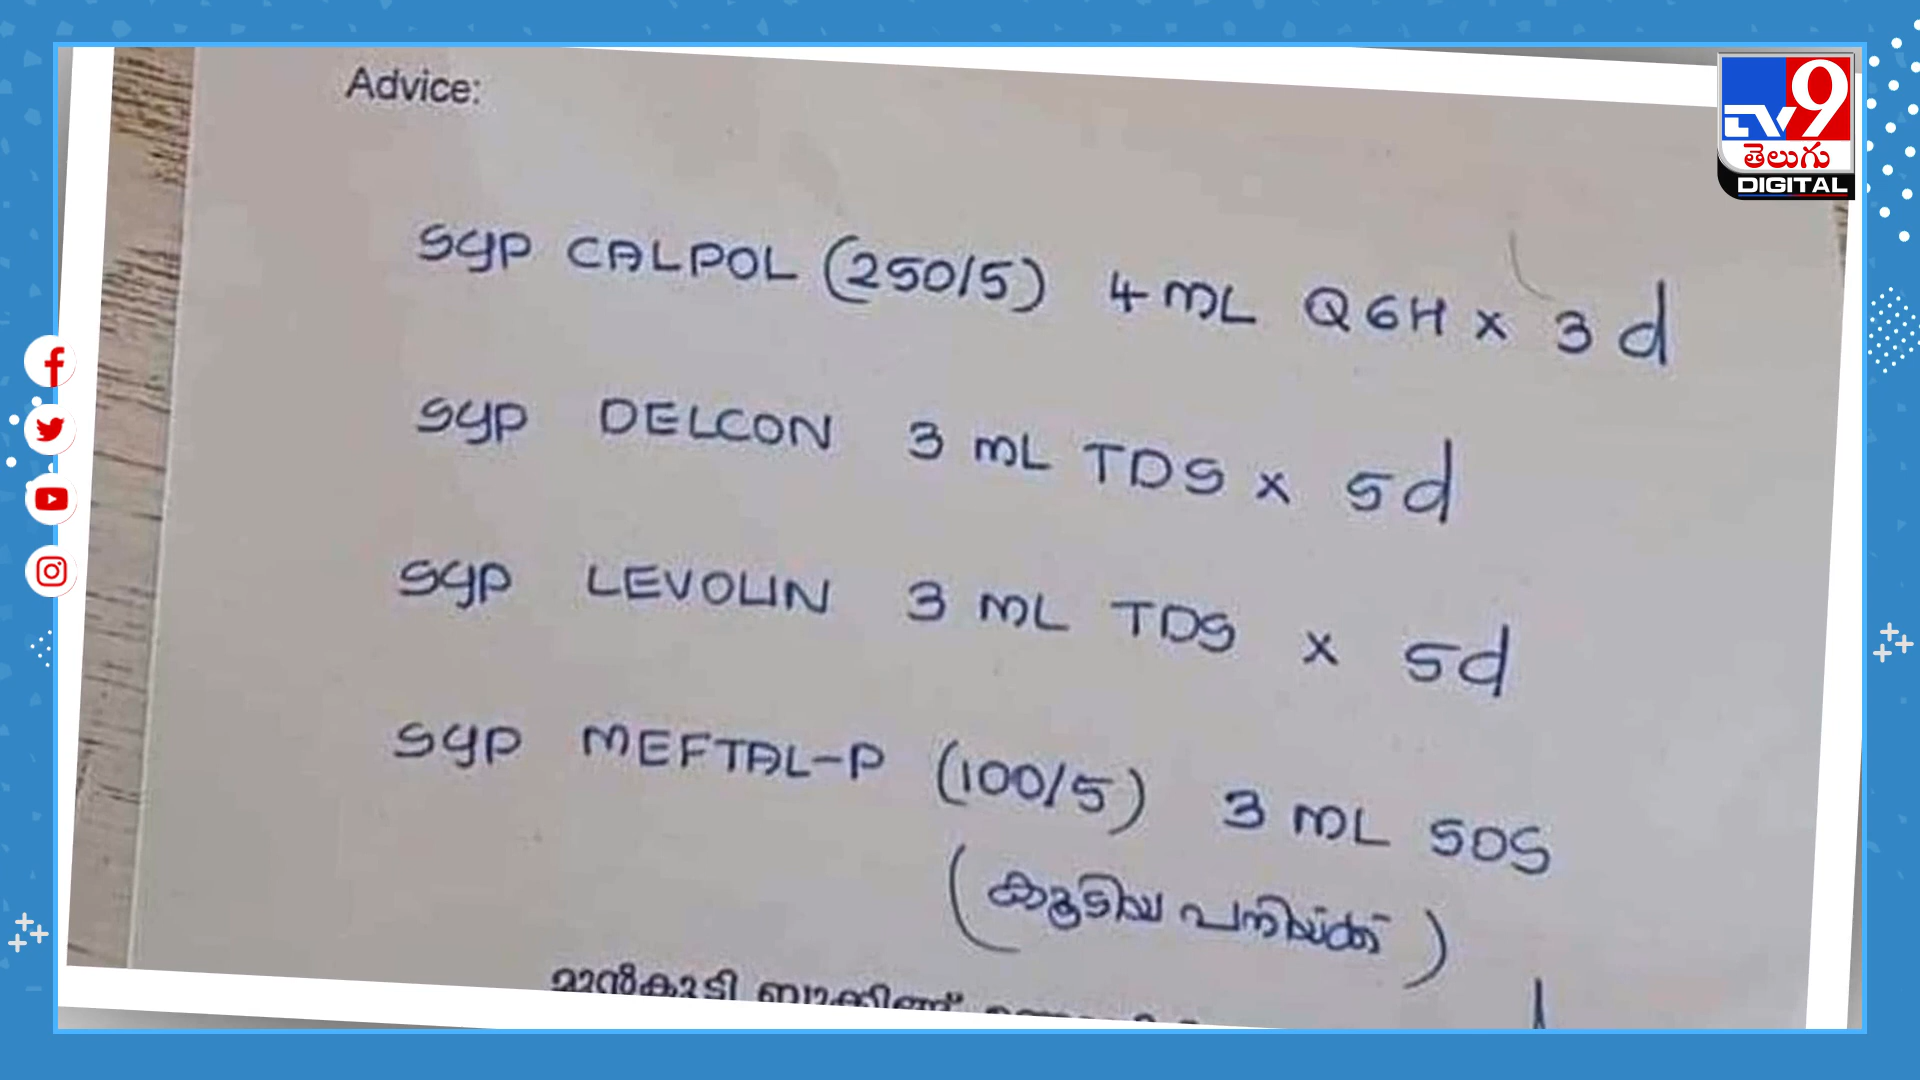 Advice:
Syp CALPOL (250/5) 4 mL Q6H x 3 d
Syp DELCON 3 mL TDS x 5d
Syp LEVOLIN 3 mL TDS x 5d
Syp MEFTAL-P (100/5) 3 mL SOS
(കൂടിയ പനിയ്ക്ക്)
TV9
తెలుగు
DIGITAL